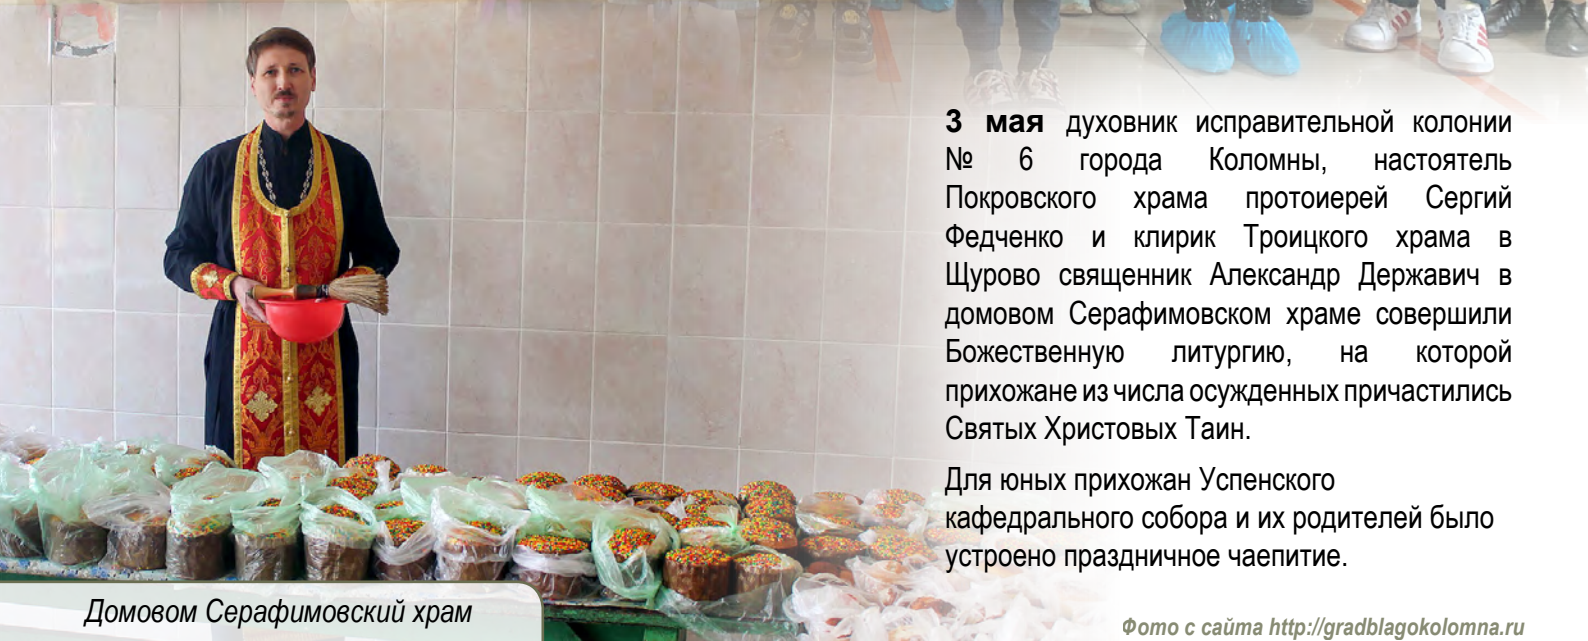 3 мая духовник исправительной колонии
№ 6 города Коломны, настоятель
Покровского храма протоиерей Сергий
Федченко и клирик Троицкого храма в
Щурово священник Александр Державич в
домовом Серафимовском храме совершили
Божественную литургию, на которой
прихожане из числа осужденных причастились
Святых Христовых Таин.
Для юных прихожан Успенского
кафедрального собора и их родителей было
устроено праздничное чаепитие.
Домовом Серафимовский храм
Фото с сайта http://gradblagokolomna.ru